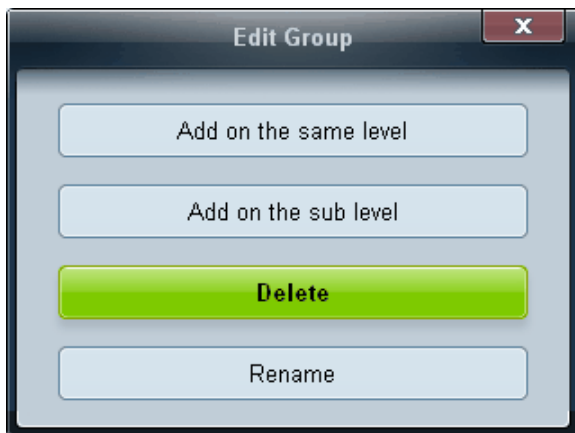 Edit Group
x
Add on the same level
Add on the sub level
Delete
Rename